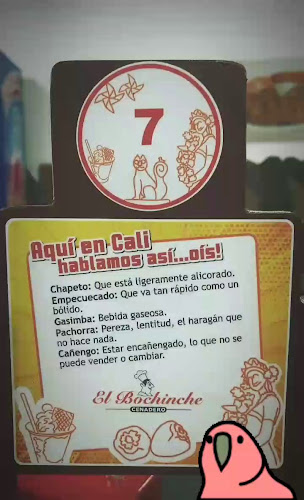 7
Aquí en Cali
hablamos así...oís!
Chapeto: Que está ligeramente alicorado.
Empecuecado: Que va tan rápido como un
bólido.
Gasimba: Bebida gaseosa.
Pachorra: Pereza, lentitud, el haragán que
no hace nada.
Cañengo: Estar encañengado, lo que no se
puede vender o cambiar.
El Bochinche
CENADERO